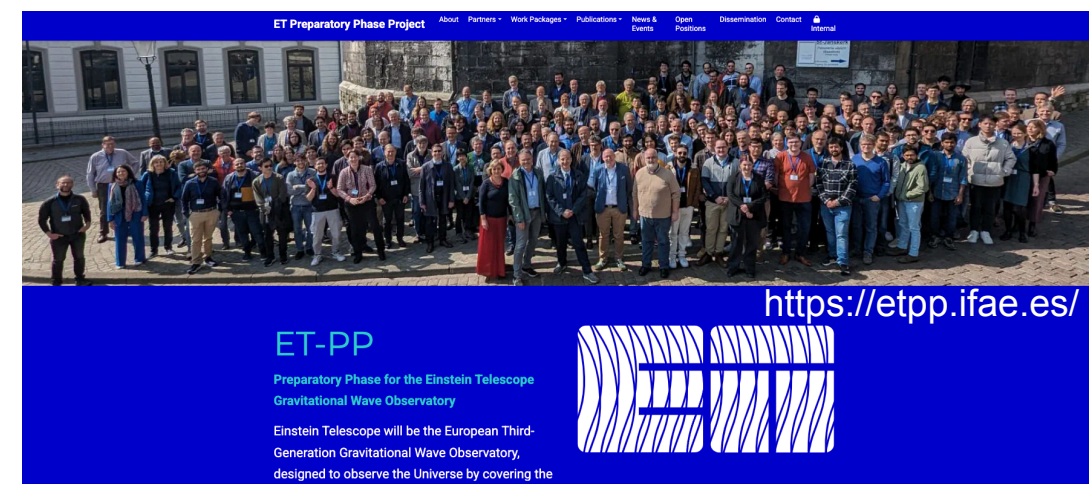 ET Preparatory Phase Project
About
Partners
Work Packages
Publications
News &
Events
Open
Positions
Dissemination
Contact
Internal
https://etpp.ifae.es/
ET-PP
Preparatory Phase for the Einstein Telescope
Gravitational Wave Observatory
Einstein Telescope will be the European Third-
Generation Gravitational Wave Observatory,
designed to observe the Universe by covering the
ET